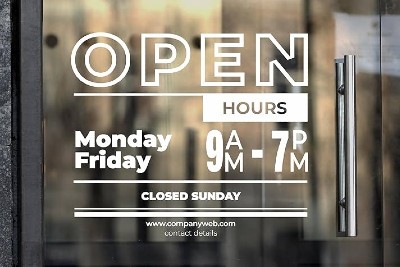 OPEN
HOURS
Monday
Friday
9AM - 7PM
CLOSED SUNDAY
www.companyweb.com
contact details